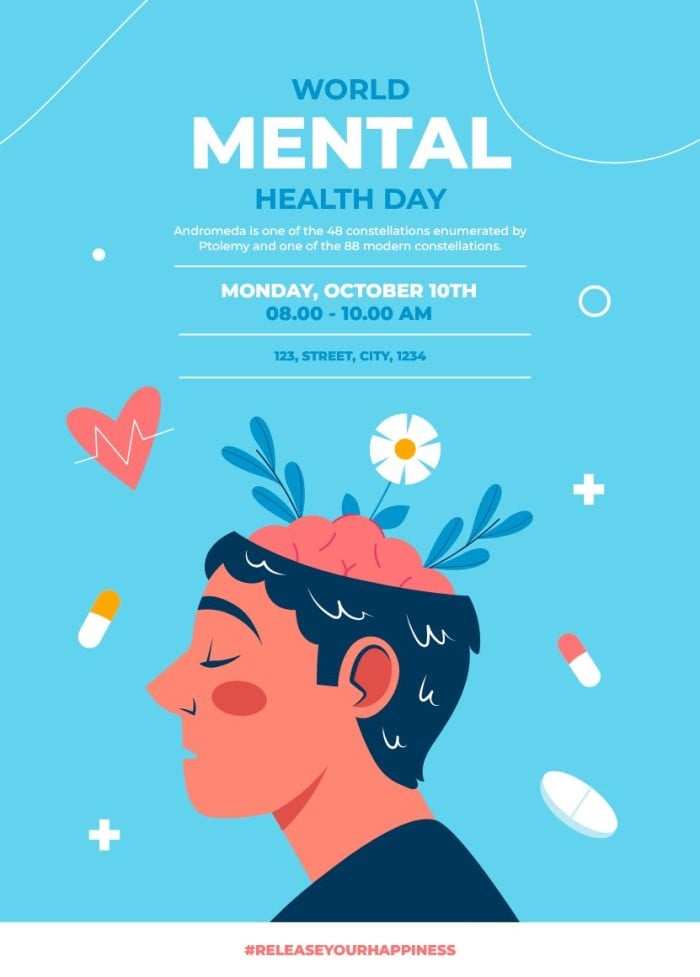 WORLD
MENTAL
HEALTH DAY
Andromeda is one of the 48 constellations enumerated by
Ptolemy and one of the 88 modern constellations.
MONDAY, OCTOBER 10TH
08.00 - 10.00 AM
123, STREET, CITY, 1234
#RELEASEYOURHAPPINESS